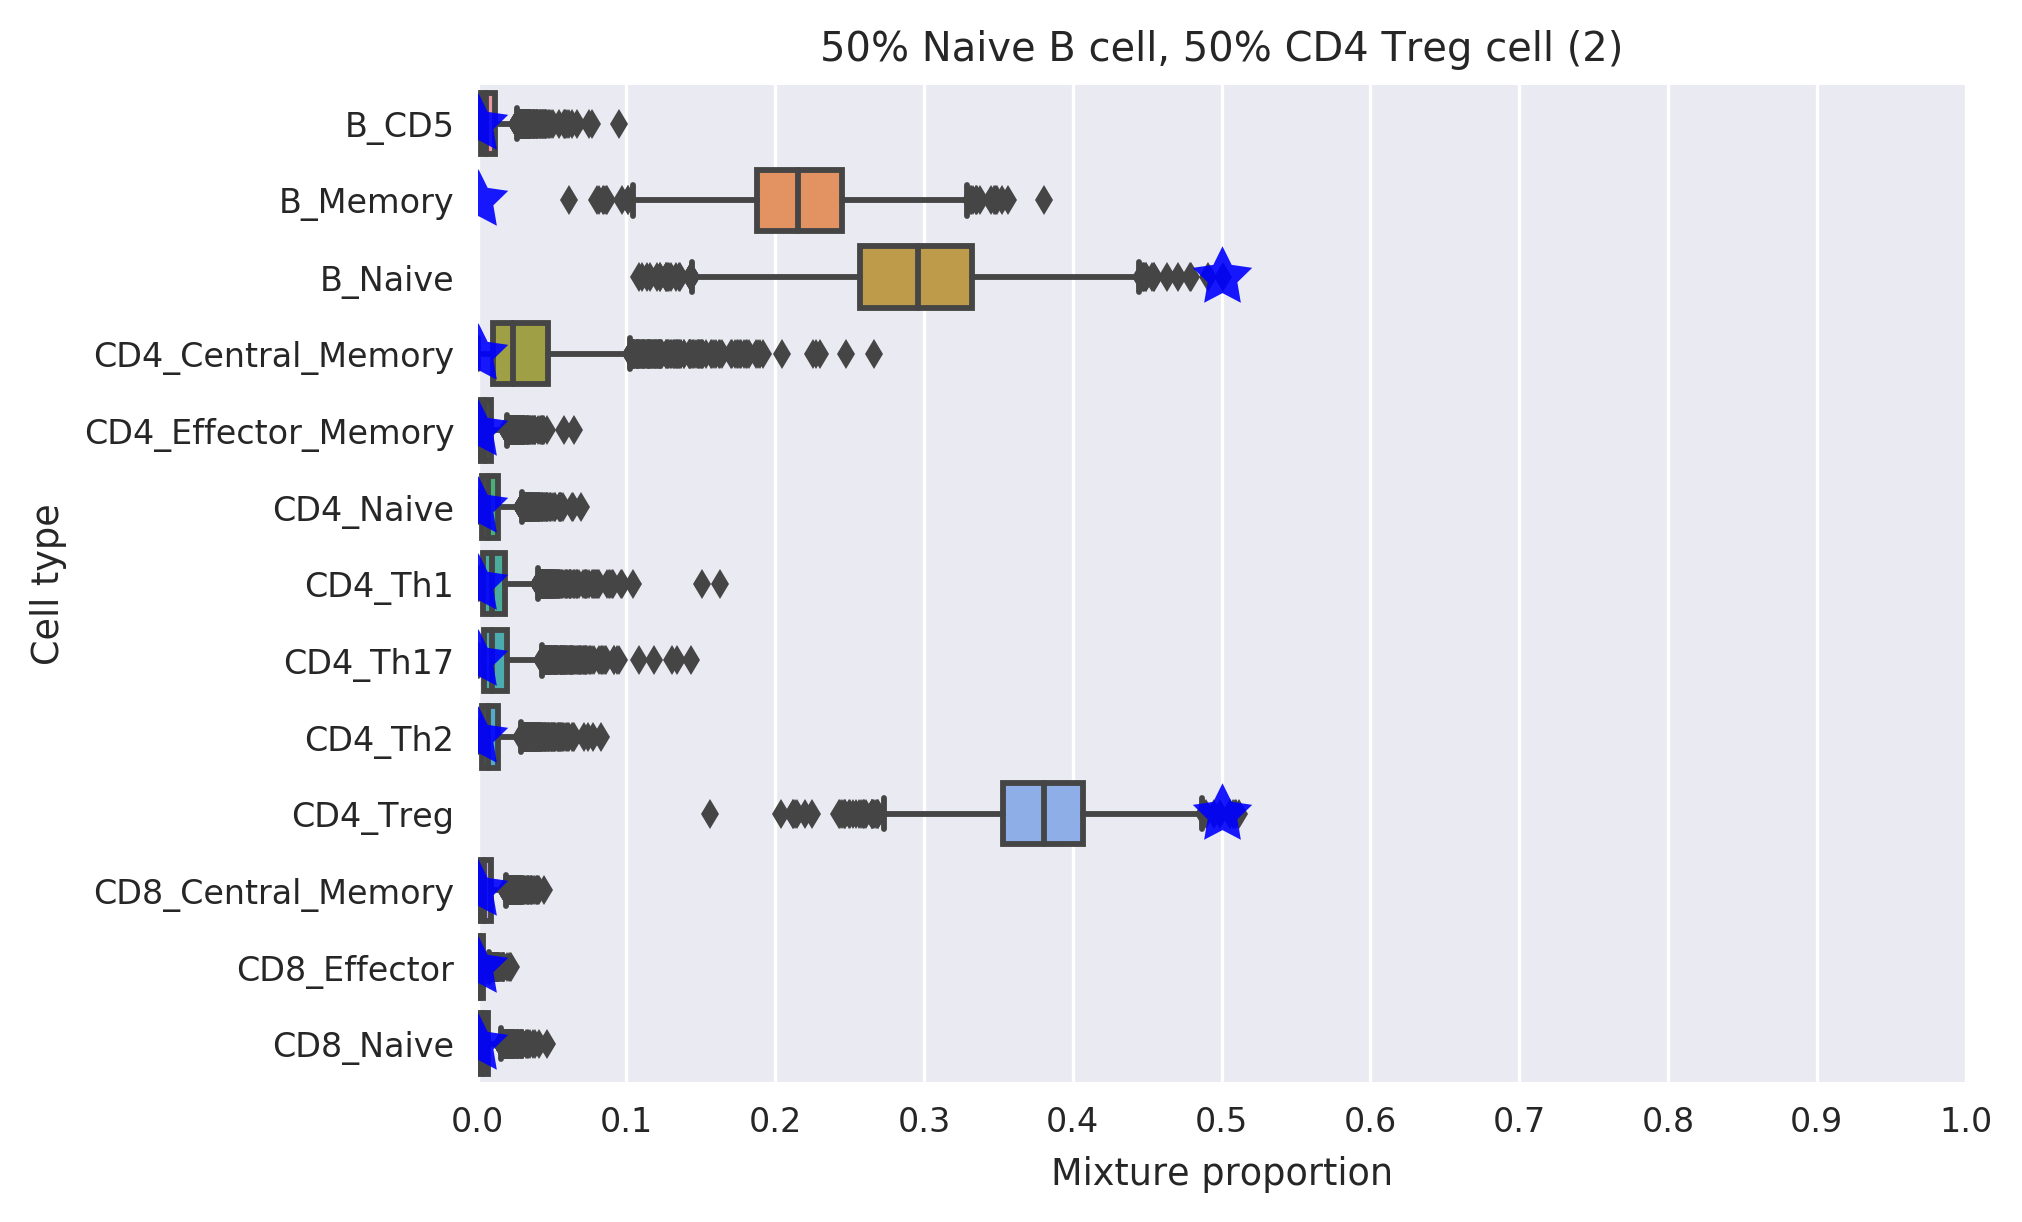 50% Naive B cell, 50% CD4 Treg cell (2)
Cell type
B_CD5
B_Memory
B_Naive
CD4_Central_Memory
CD4_Effector_Memory
CD4_Naive
CD4_Th1
CD4_Th17
CD4_Th2
CD4_Treg
CD8_Central_Memory
CD8_Effector
CD8_Naive
0.0 0.1 0.2 0.3 0.4 0.5 0.6 0.7 0.8 0.9 1.0
Mixture proportion